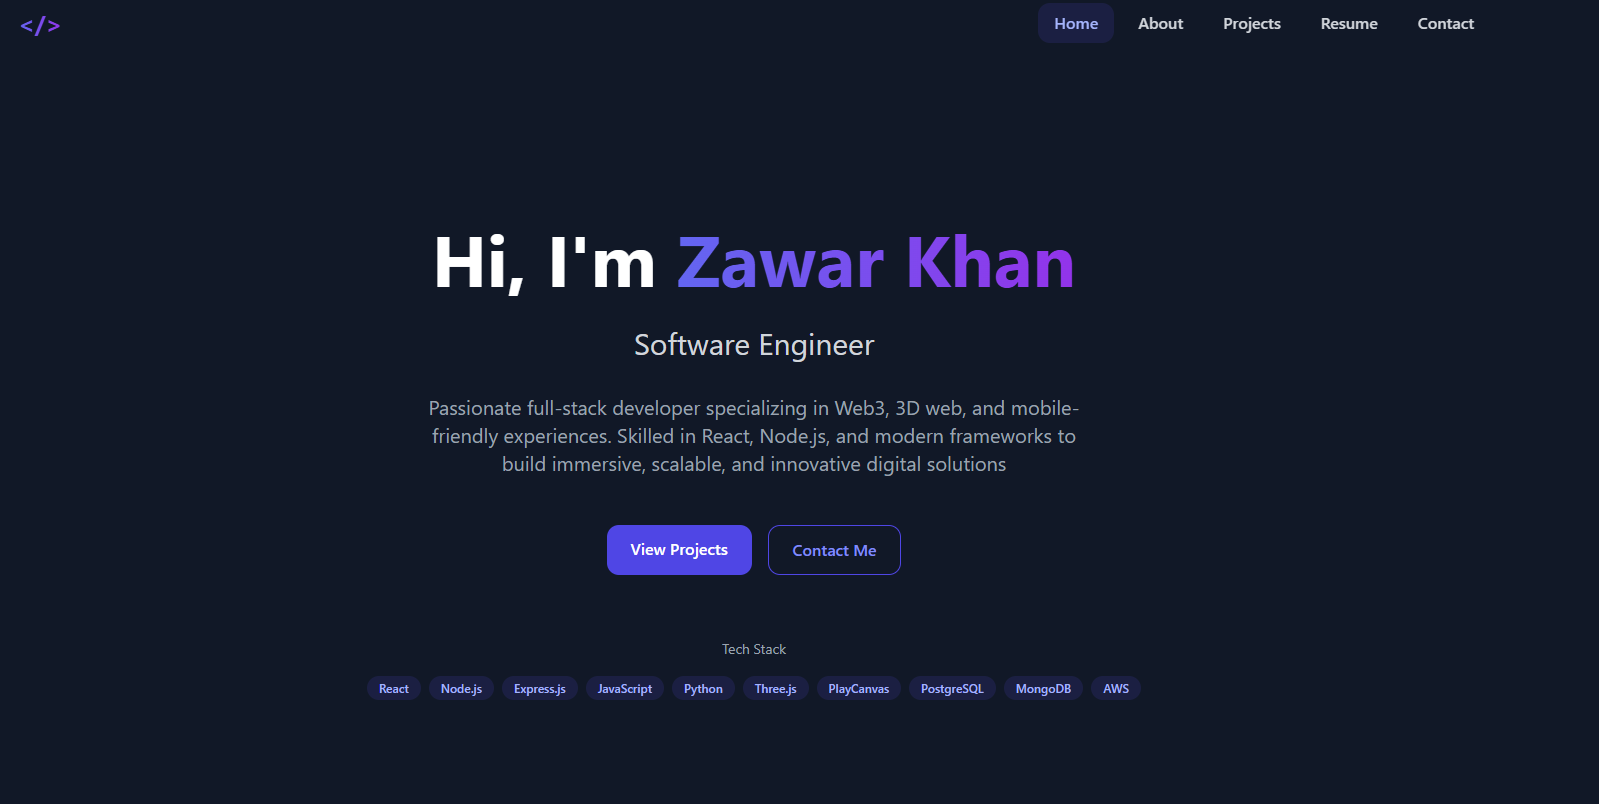 </>
Home About Projects Resume Contact
Hi, I'm Zawar Khan
Software Engineer
Passionate full-stack developer specializing in Web3, 3D web, and mobile-
friendly experiences. Skilled in React, Node.js, and modern frameworks to
build immersive, scalable, and innovative digital solutions
View Projects Contact Me
Tech Stack
React Node.js Express.js JavaScript Python Three.js PlayCanvas PostgreSQL MongoDB AWS